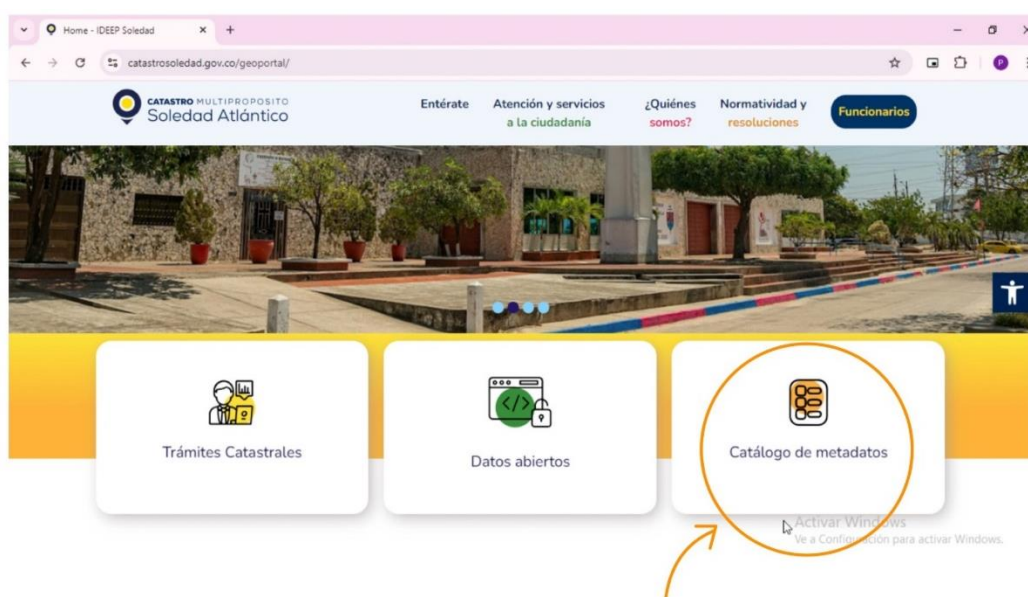 Home - IDEEP Soledad
catastrosoledad.gov.co/geoportal/
P
CATASTRO MULTIPROPOSITO
Soledad Atlántico
Entérate
Atención y servicios
a la ciudadanía
¿Quiénes
somos?
Normatividad y
resoluciones
Funcionarios
Trámites Catastrales
Datos abiertos
Catálogo de metadatos
Activar Windows
Ve a Configuración para activar Windows.